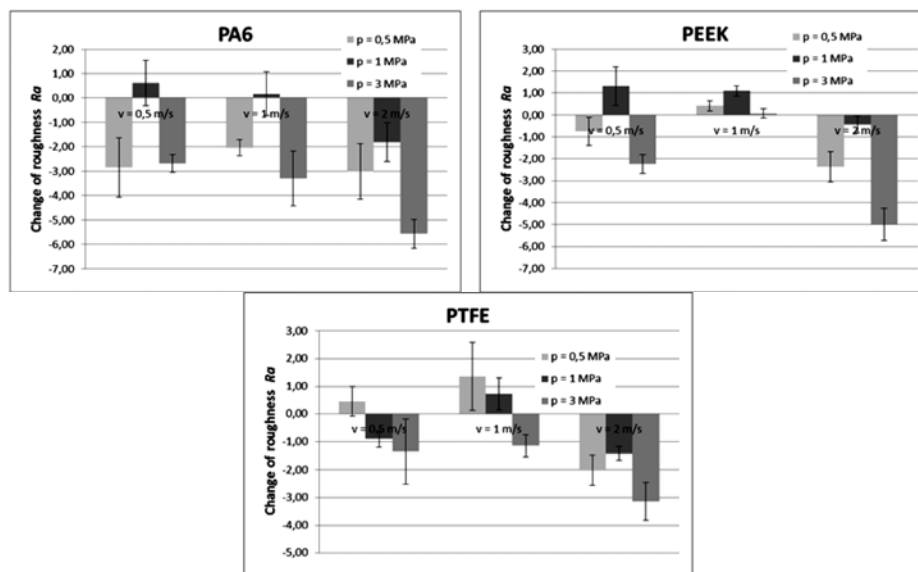 PA6
p = 0,5 MPa
p = 1 MPa
p = 3 MPa
Change of roughness Ra
2,00
1,00
0,00
-1,00
-2,00
-3,00
-4,00
-5,00
-6,00
-7,00
v = 0,5 m/s
v = 1 m/s
v = 2 m/s
PEEK
p = 0,5 MPa
p = 1 MPa
p = 3 MPa
Change of roughness Ra
3,00
2,00
1,00
0,00
-1,00
-2,00
-3,00
-4,00
-5,00
-6,00
-7,00
v = 0,5 m/s
v = 1 m/s
v = 2 m/s
PTFE
p = 0,5 MPa
p = 1 MPa
p = 3 MPa
Change of roughness Ra
3,00
2,00
1,00
0,00
-1,00
-2,00
-3,00
-4,00
-5,00
v = 0,5 m/s
v = 1 m/s
v = 2 m/s